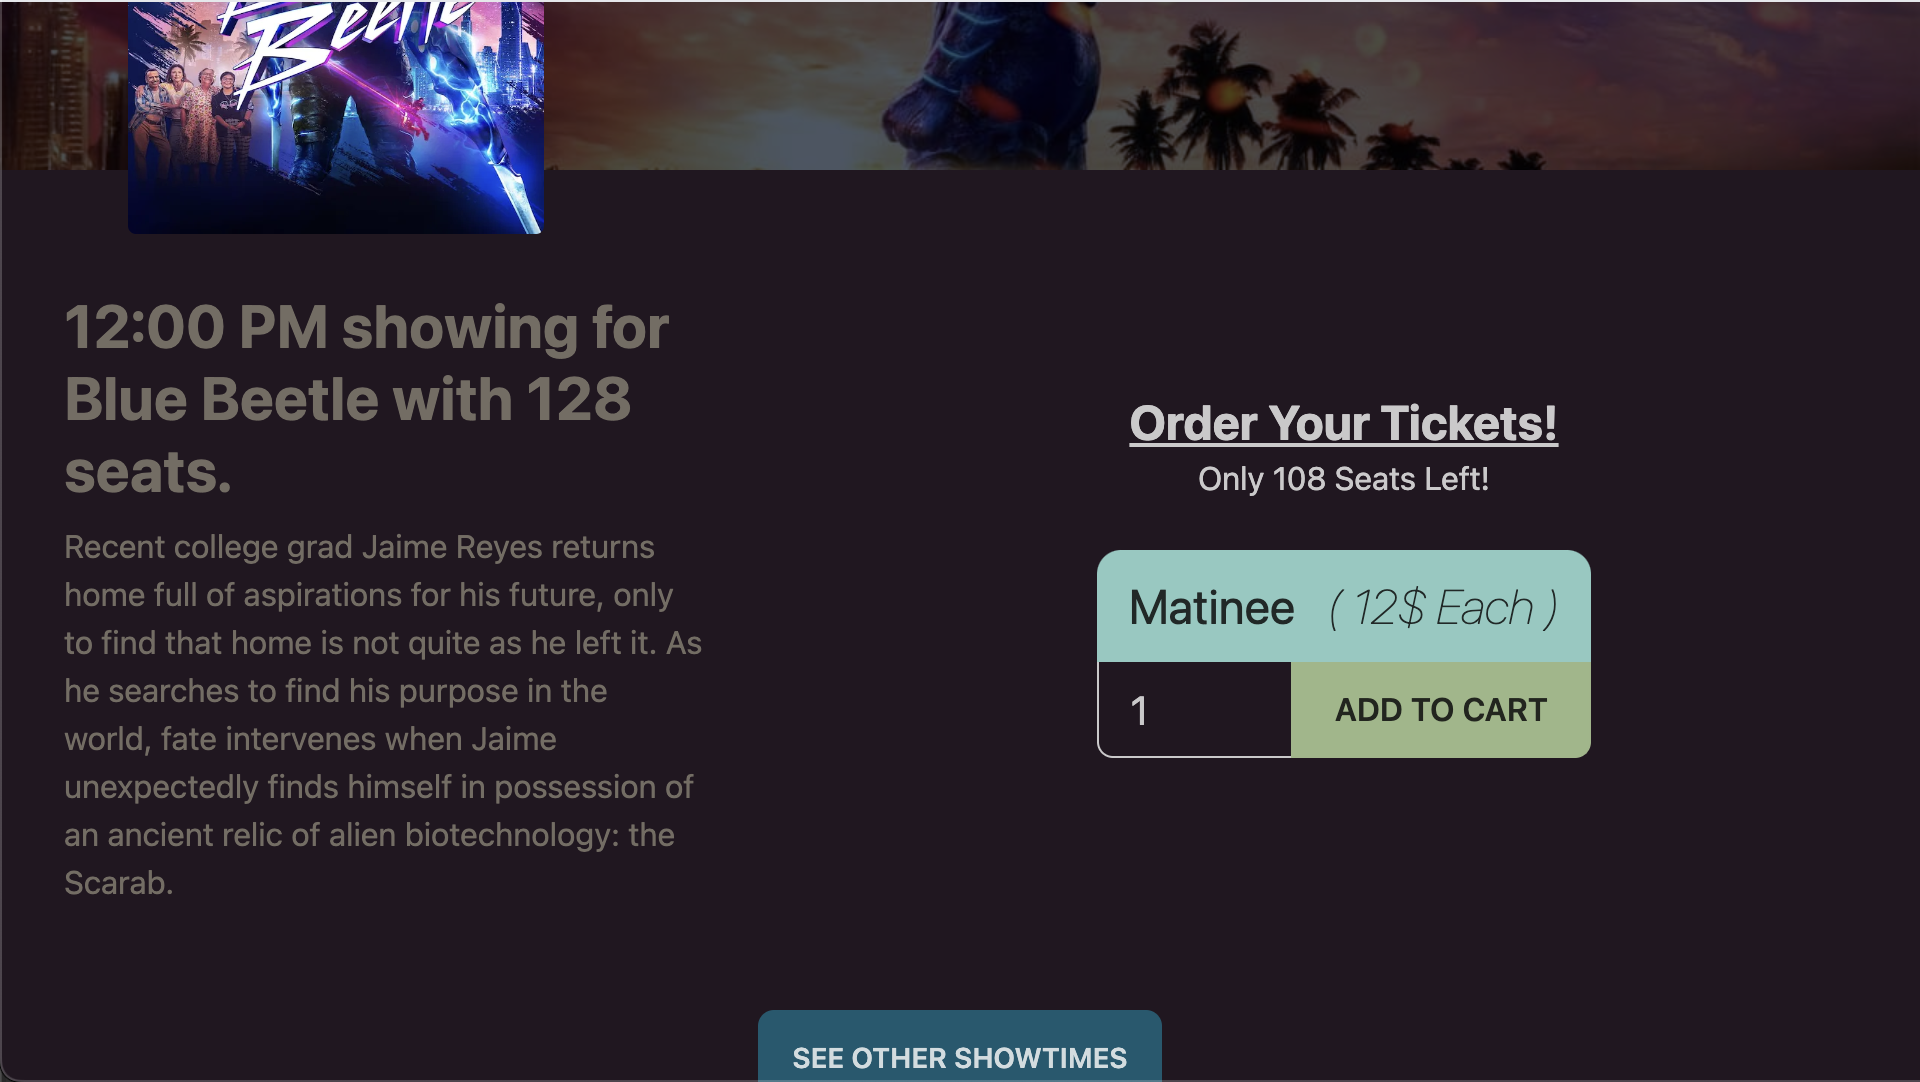 Beetle
12:00 PM showing for
Blue Beetle with 128
seats.
Recent college grad Jaime Reyes returns
home full of aspirations for his future, only
to find that home is not quite as he left it. As
he searches to find his purpose in the
world, fate intervenes when Jaime
unexpectedly finds himself in possession of
an ancient relic of alien biotechnology: the
Scarab.
Order Your Tickets!
Only 108 Seats Left!
Matinee ( 12$ Each )
1
ADD TO CART
SEE OTHER SHOWTIMES